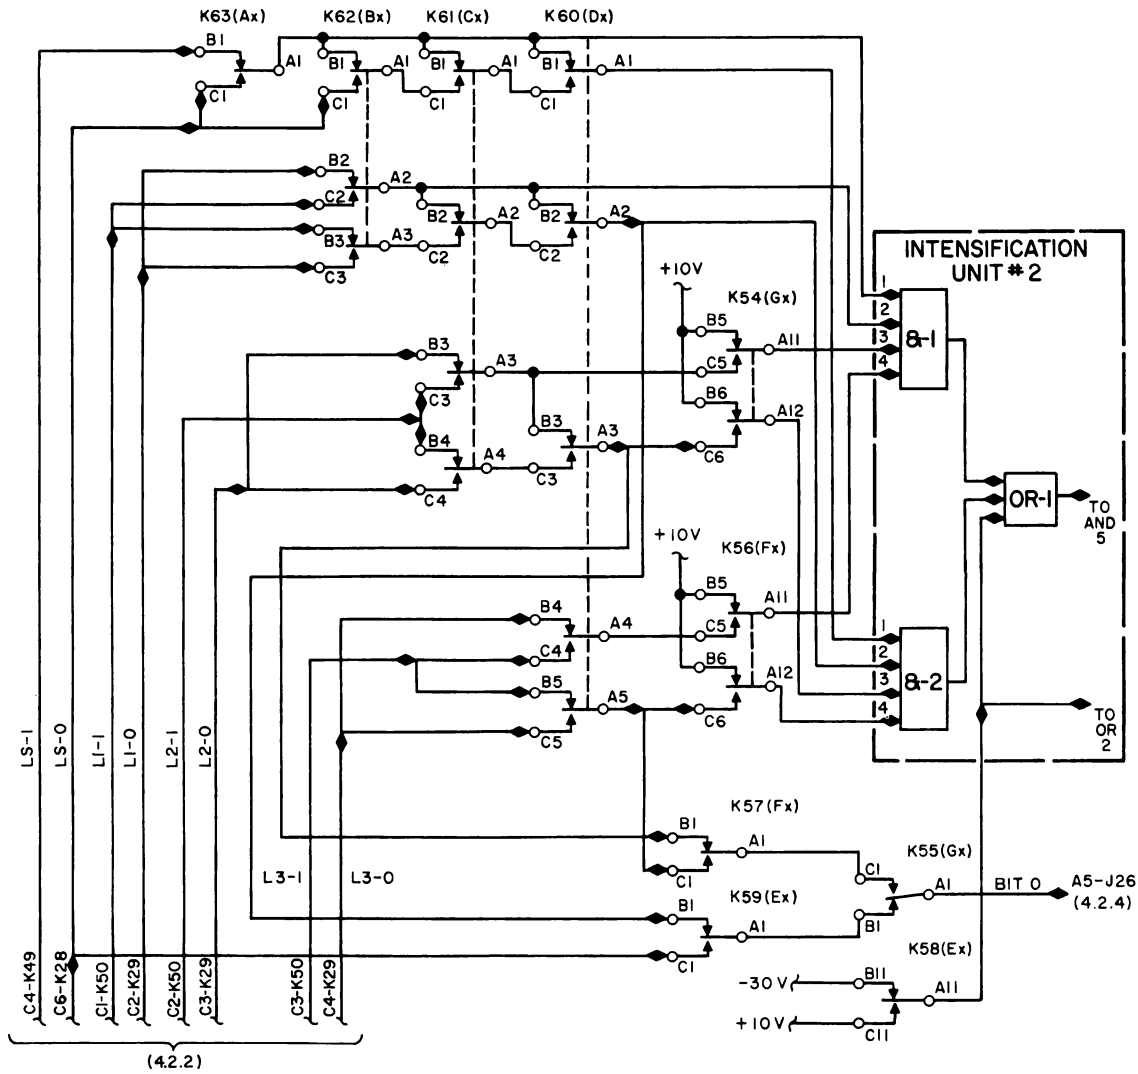 K63(Ax) K62(Bx) K61(Cx) K60(Dx)
B1 A1 B1 A1 B1 A1 B1 A1
C1 C1 C1 C1
B2 A2
C2 B2 A2 B2 A2
B3 A3 C2 C2
C3
INTENSIFICATION
UNIT #2
+10V
K54(Gx)
B5 A11
C5
B6 A12
C6
1
2
3
4
&-1
B3 A3
C3
B4 A4
C4
B3 A3
C3
OR-1
TO
AND
5
+10V
K56(Fx)
B5 A11
C5
B6 A12
C6
B4 A4
C4
B5 A5
C5
1
2
3
4
&-2
TO
OR
2
LS-1
LS-0
L1-1
L1-0
L2-1
L2-0
L3-1
L3-0
K57(Fx)
B1 A1
C1
K59(Ex)
B1 A1
C1
K55(Gx)
C1 A1
B1
BIT 0
A5-J26
(4.2.4)
K58(Ex)
-30V B11 A11
+10V C11
C4-K49
C6-K28
C1-K50
C2-K29
C2-K50
C3-K29
C3-K50
C4-K29
(4.2.2)